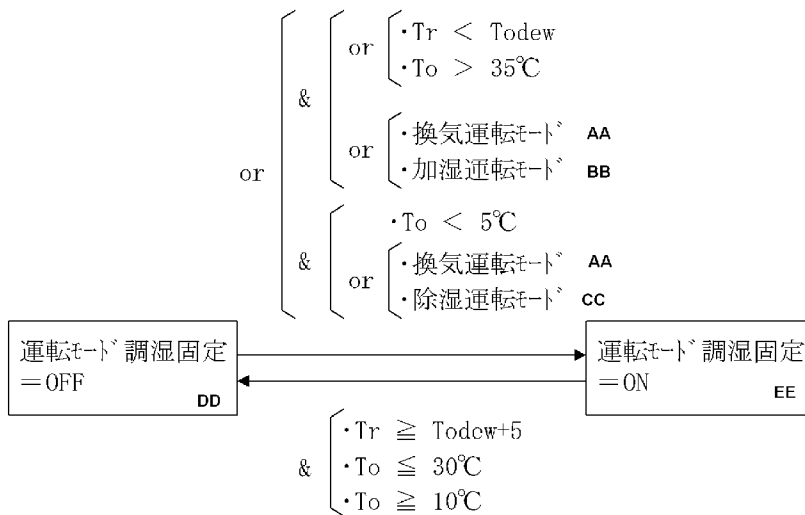 or
&
or
・Tr < Todew
・To > 35℃
or
・換気運転モード AA
・加湿運転モード BB
&
・To < 5℃
or
・換気運転モード AA
・除湿運転モード CC
運転モード調湿固定
＝OFF
DD
運転モード調湿固定
＝ON
EE
&
・Tr ≧ Todew+5
・To ≦ 30℃
・To ≧ 10℃